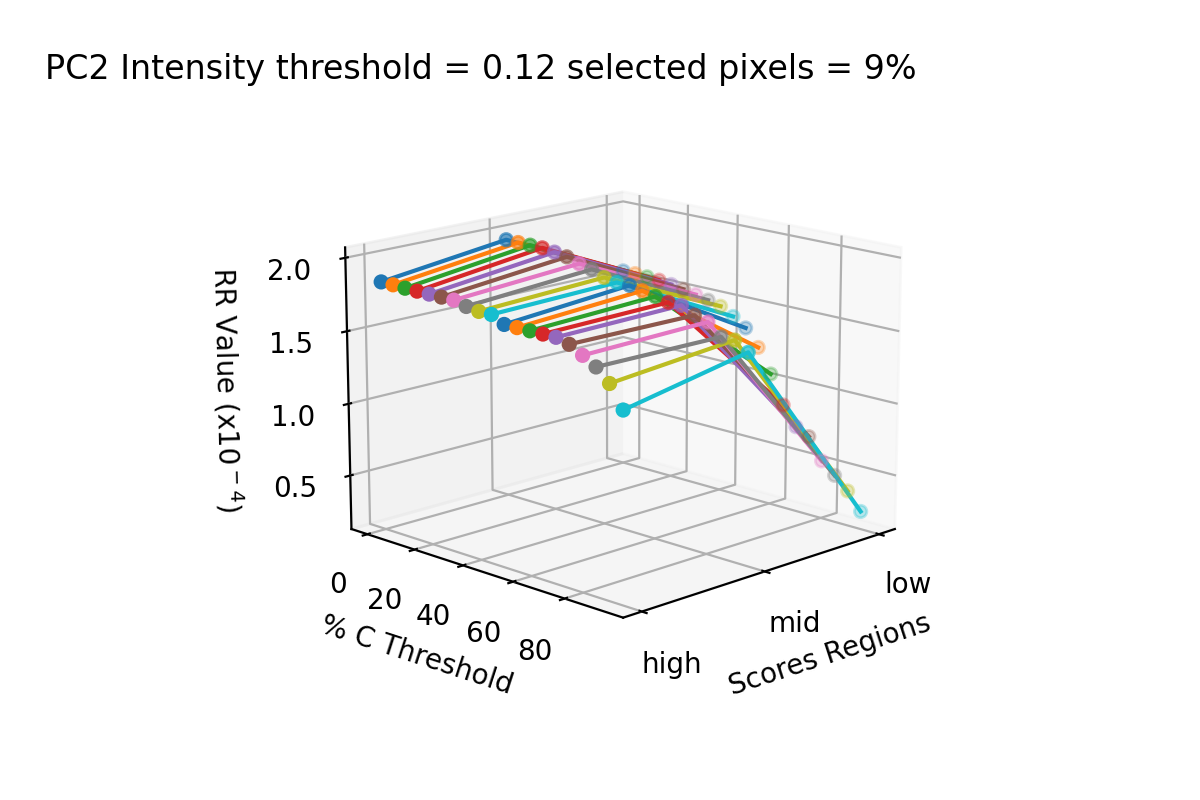 PC2 Intensity threshold = 0.12 selected pixels = 9%
RR Value (x10⁻⁴)
2.0
1.5
1.0
0.5
0
20
40
60
80
% C Threshold
high
mid
low
Scores Regions